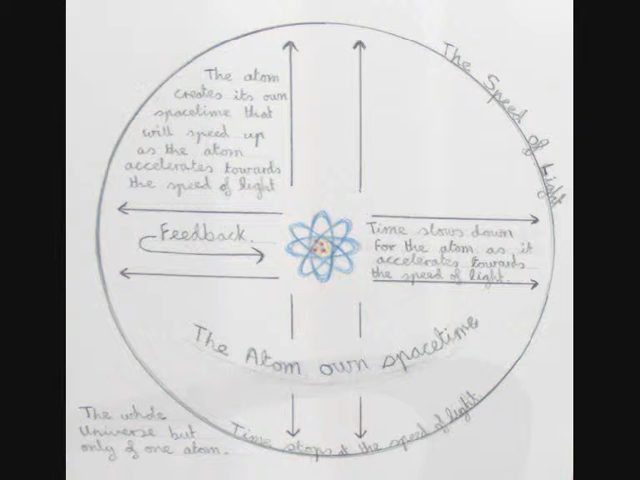 The Speed of Light
The atom
creates its own
spacetime that
will speed up
as the atom
accelerates towards
the speed of light
Feedback.
Time slows down
for the atom as it
accelerates towards
the speed of light.
The Atom own spacetime
The whole
Universe but
only of one atom.
Time stops at the speed of light.